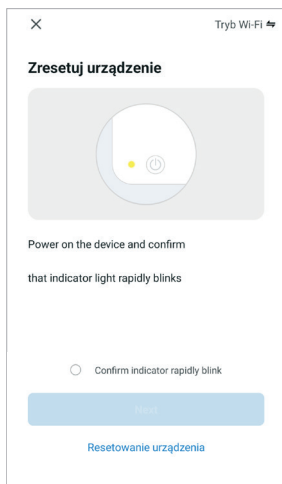 Tryb Wi-Fi
Zresetuj urządzenie
Power on the device and confirm
that indicator light rapidly blinks
Confirm indicator rapidly blink
Next
Resetowanie urządzenia